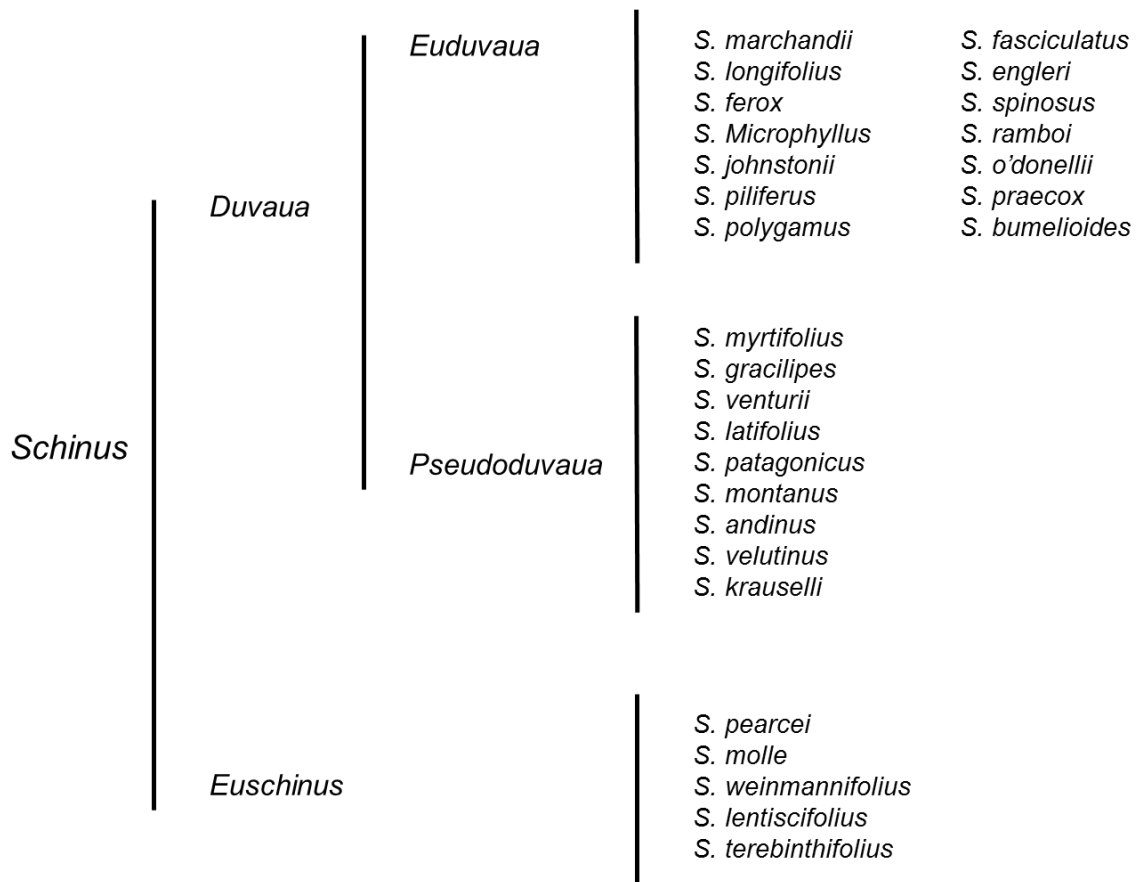 Schinus
Duvaua
Euduvaua
S. marchandii
S. longifolius
S. ferox
S. Microphyllus
S. johnstonii
S. piliferus
S. polygamus
S. fasciculatus
S. engleri
S. spinosus
S. ramboi
S. o'donellii
S. praecox
S. bumelioides
Pseudoduvaua
S. myrtifolius
S. gracilipes
S. venturii
S. latifolius
S. patagonicus
S. montanus
S. andinus
S. velutinus
S. krauselli
Euschinus
S. pearcei
S. molle
S. weinmannifolius
S. lentiscifolius
S. terebinthifolius